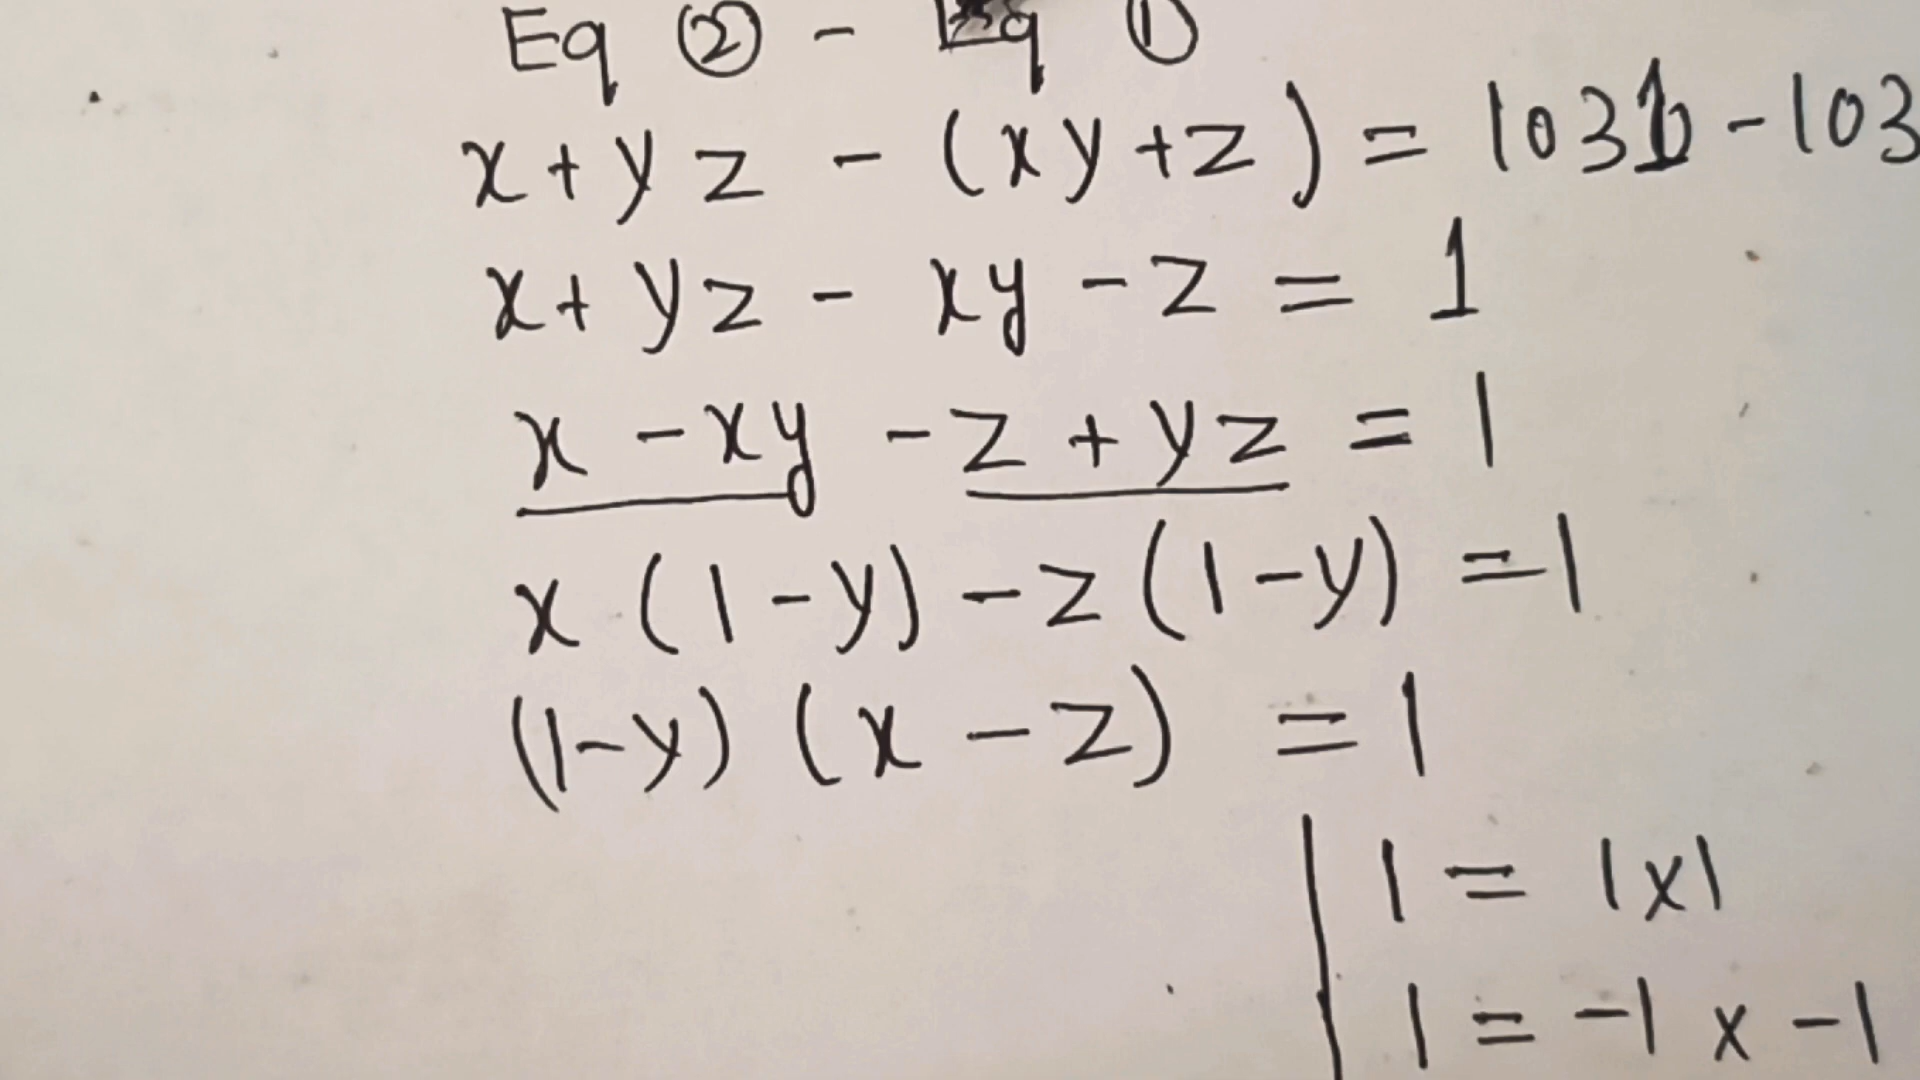 Eq ② - Eq ①
x + yz - (xy + z) = 1031 - 103
x + yz - xy - z = 1
x - xy - z + yz = 1
x (1 - y) - z (1 - y) = 1
(1 - y) (x - z) = 1
1 = 1x1
1 = -1 x -1